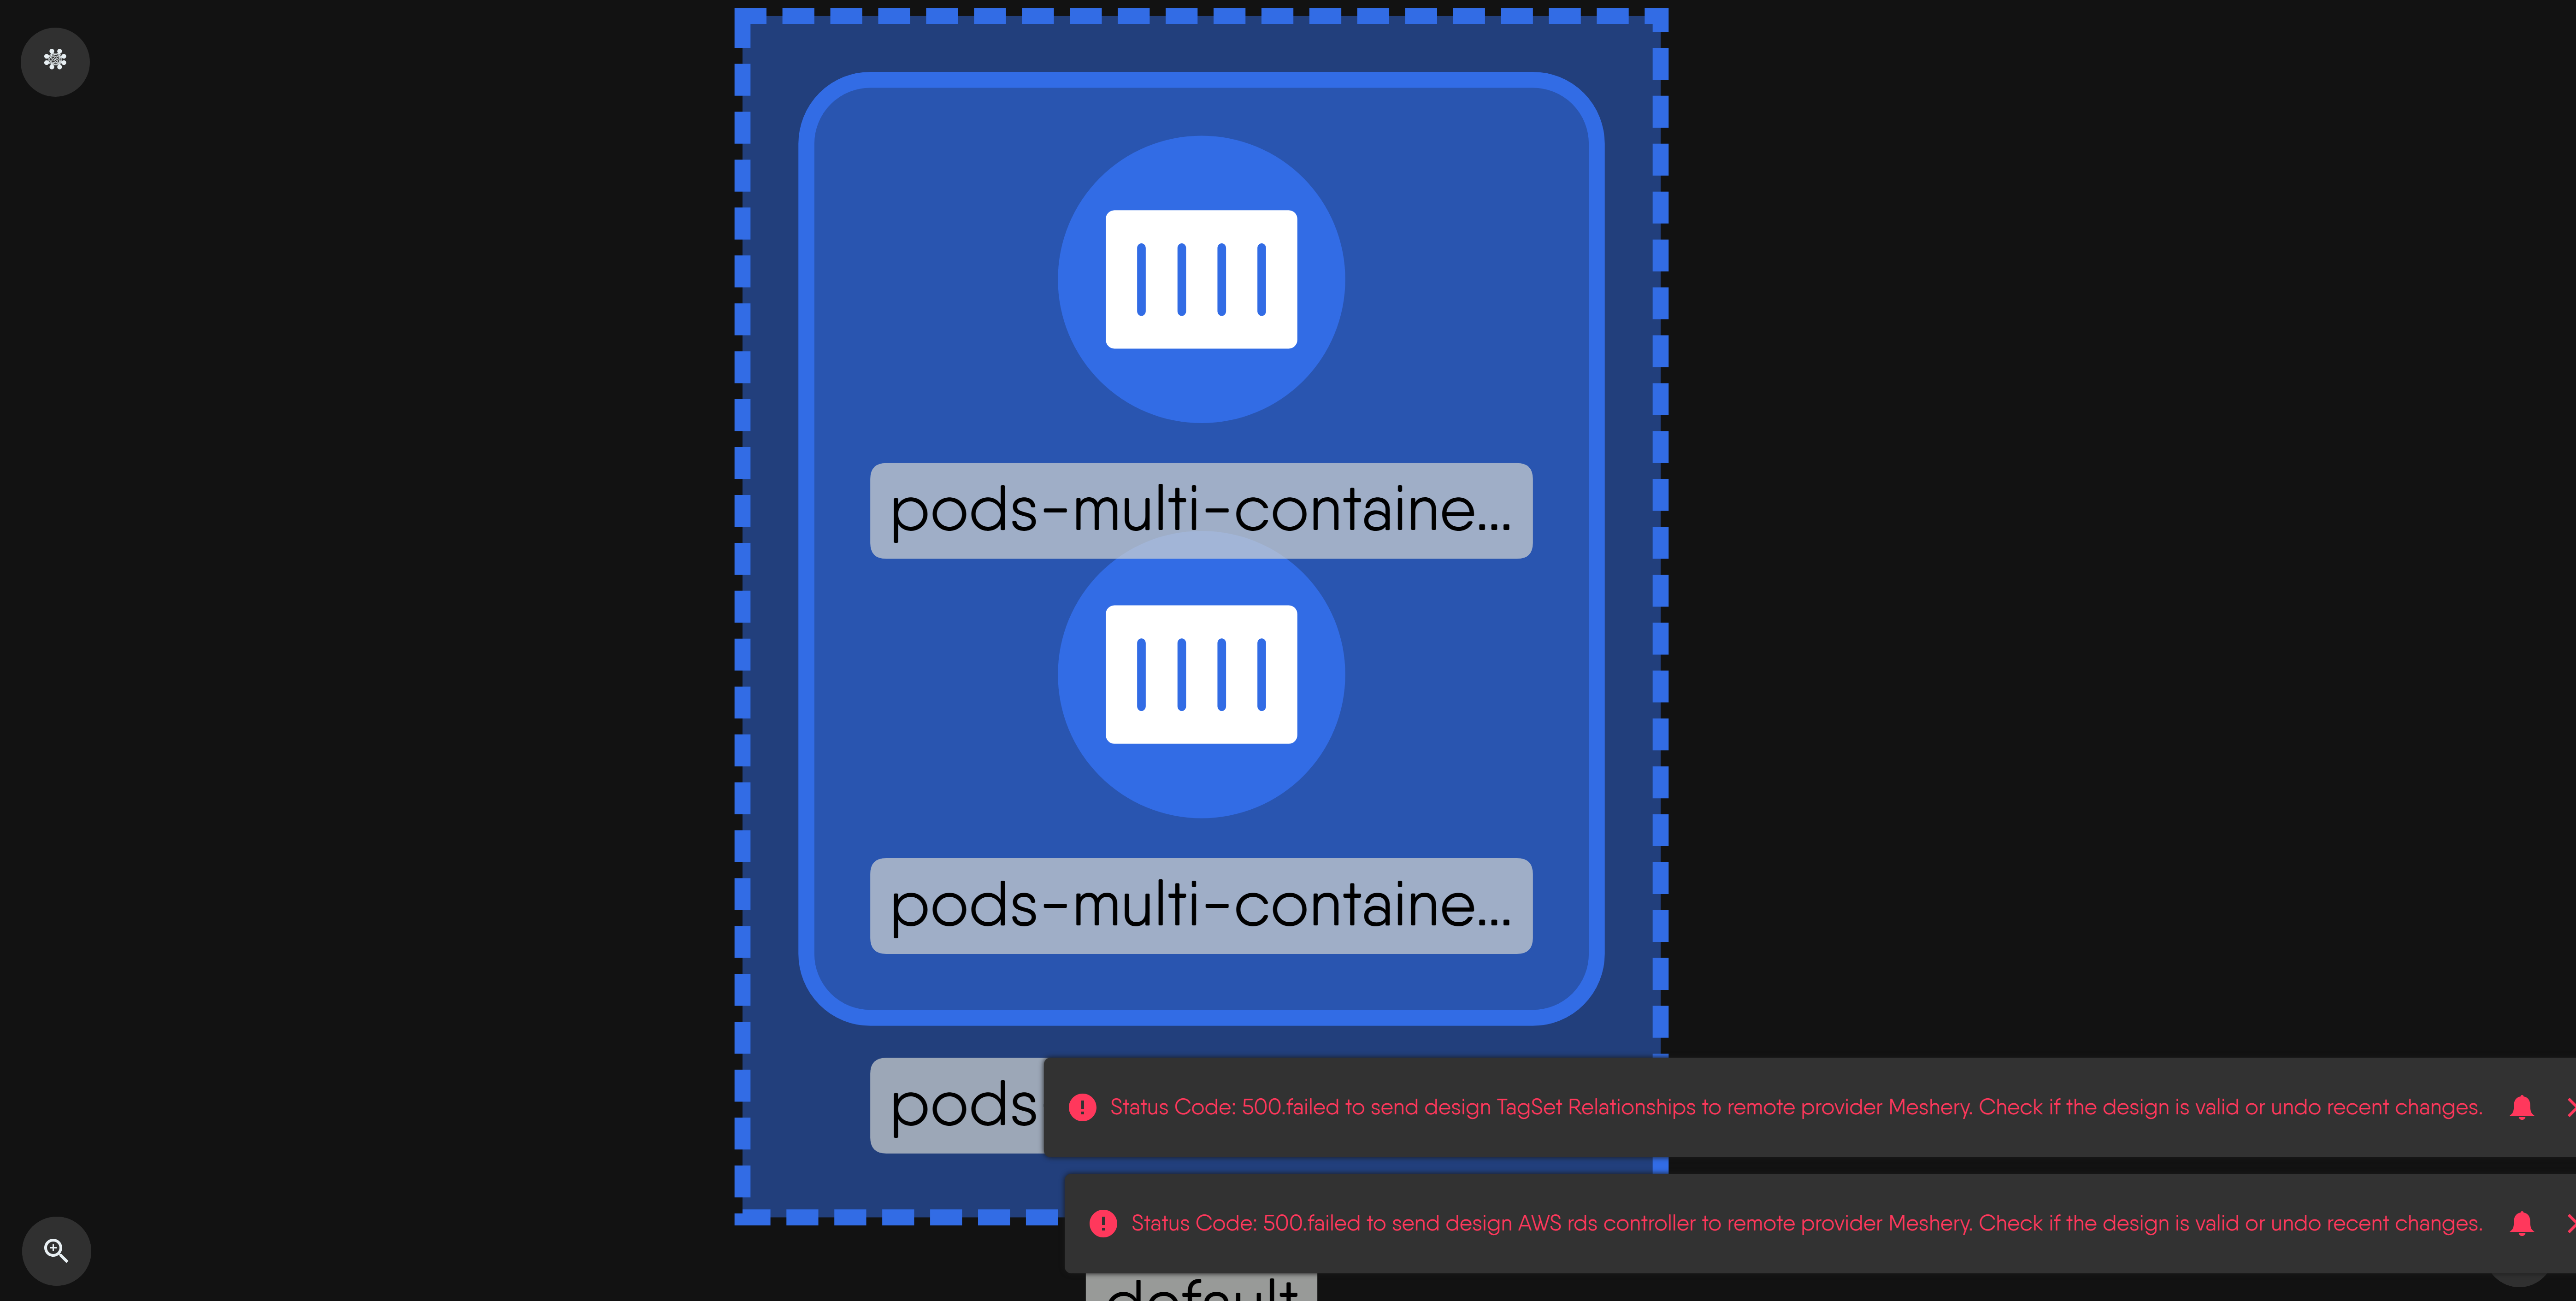 pods-multi-containe...
pods-multi-containe...
pods
Status Code: 500.failed to send design TagSet Relationships to remote provider Meshery. Check if the design is valid or undo recent changes.
Status Code: 500.failed to send design AWS rds controller to remote provider Meshery. Check if the design is valid or undo recent changes.
default